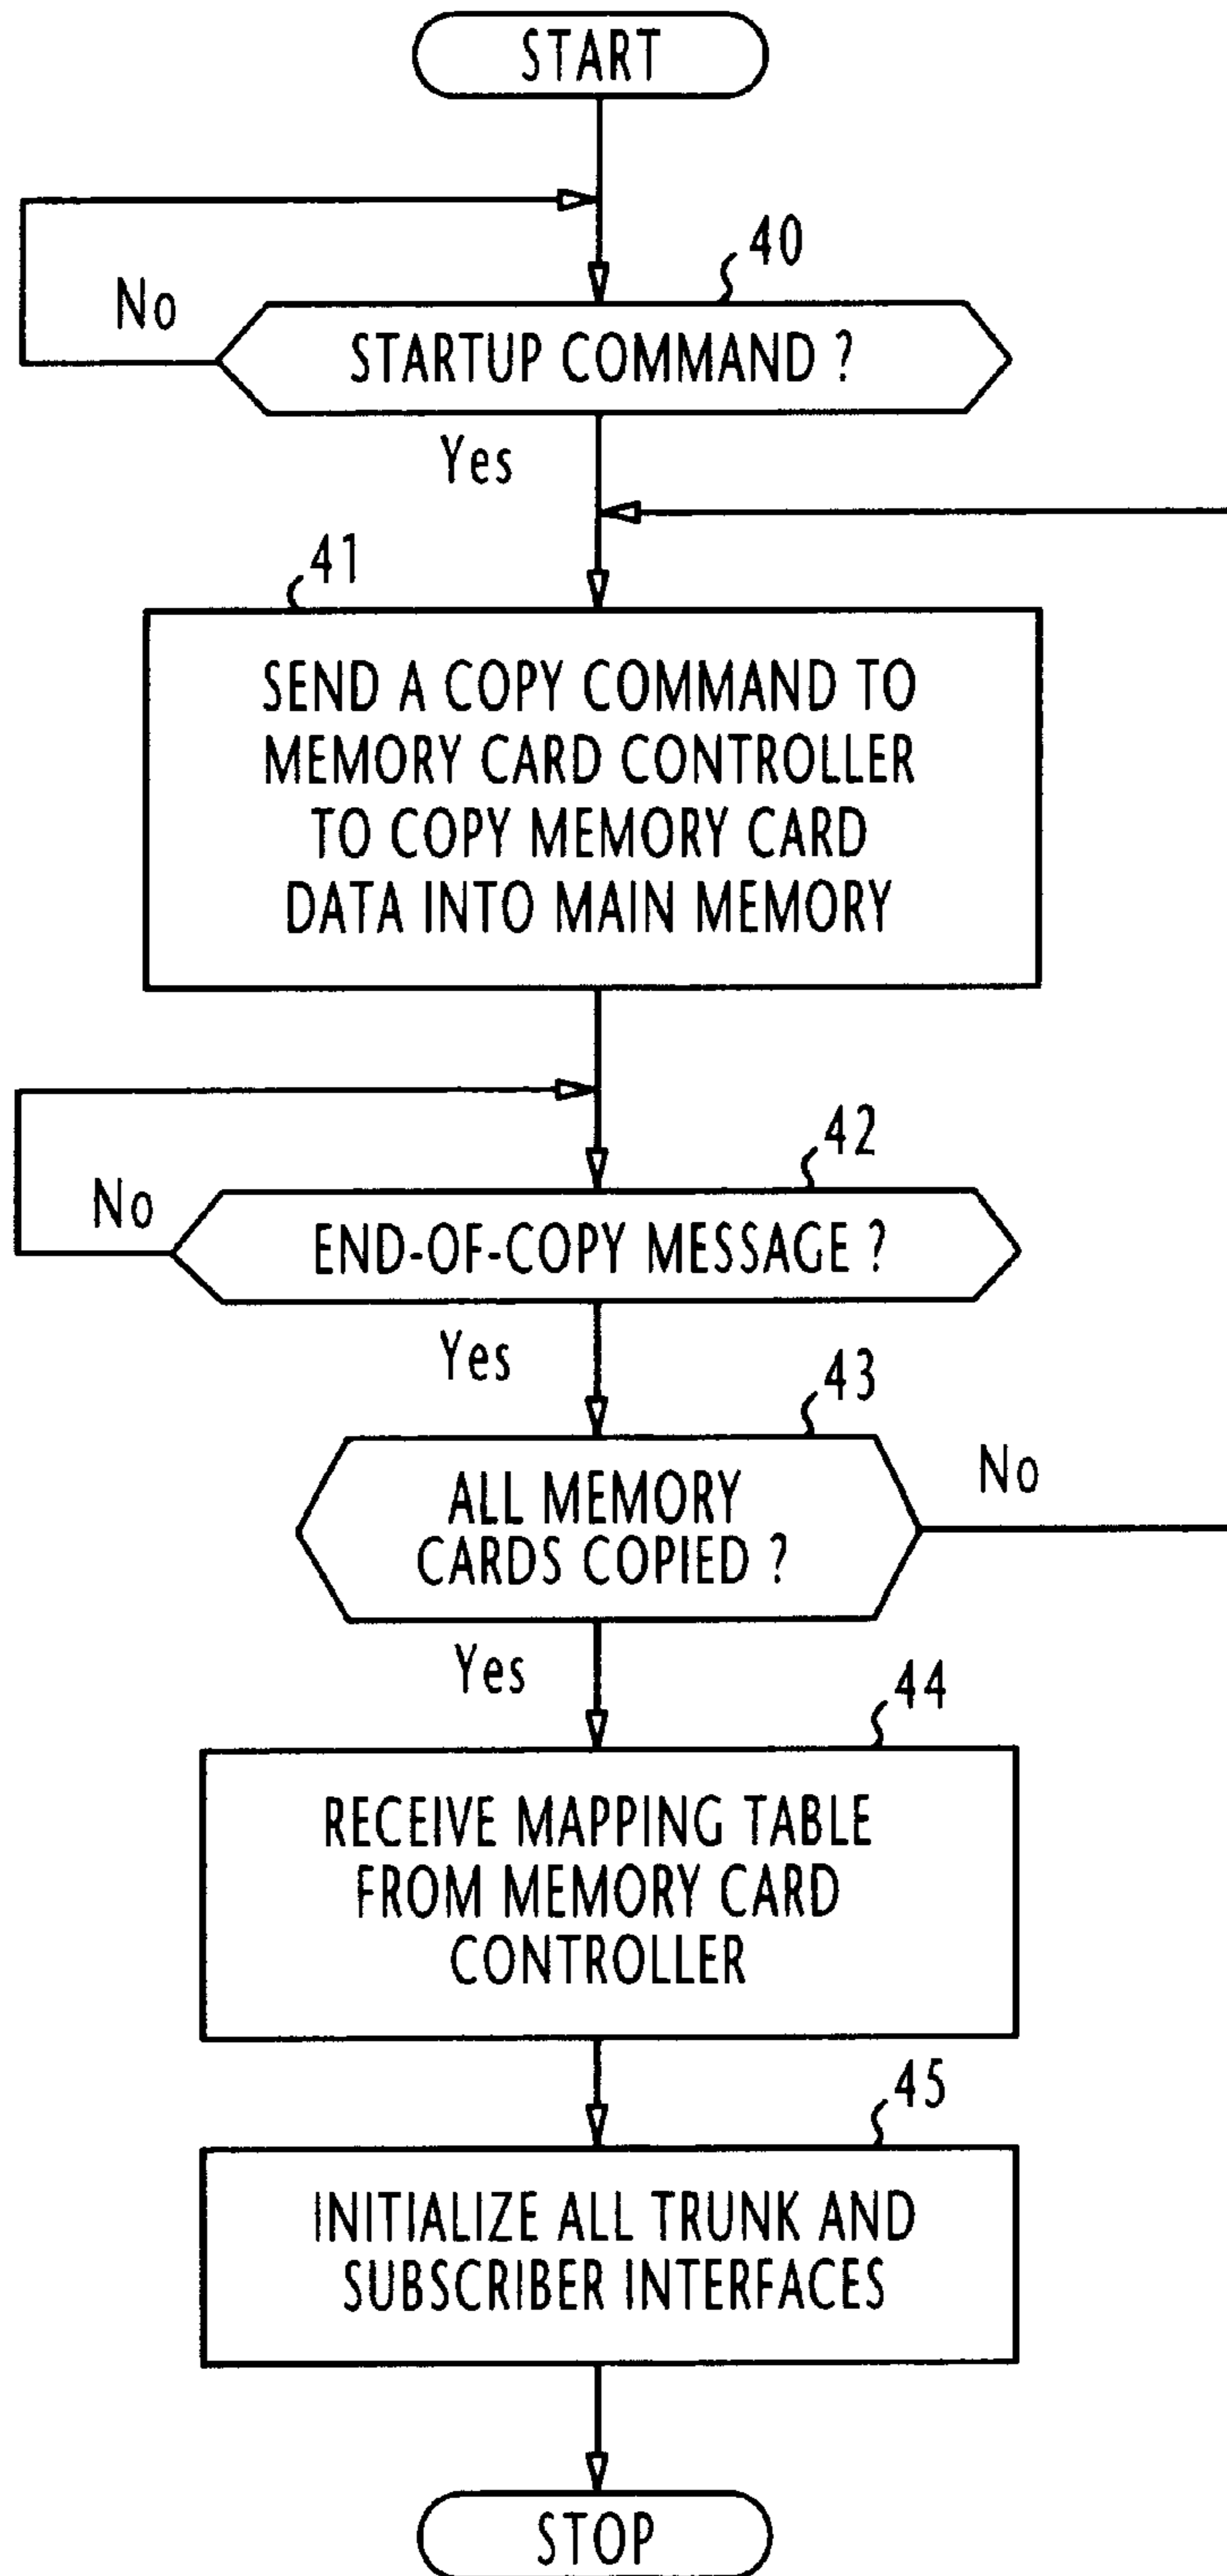 START
40
No
STARTUP COMMAND ?
Yes
41
SEND A COPY COMMAND TO
MEMORY CARD CONTROLLER
TO COPY MEMORY CARD
DATA INTO MAIN MEMORY
42
No
END-OF-COPY MESSAGE ?
Yes
43
No
ALL MEMORY
CARDS COPIED ?
Yes
44
RECEIVE MAPPING TABLE
FROM MEMORY CARD
CONTROLLER
45
INITIALIZE ALL TRUNK AND
SUBSCRIBER INTERFACES
STOP